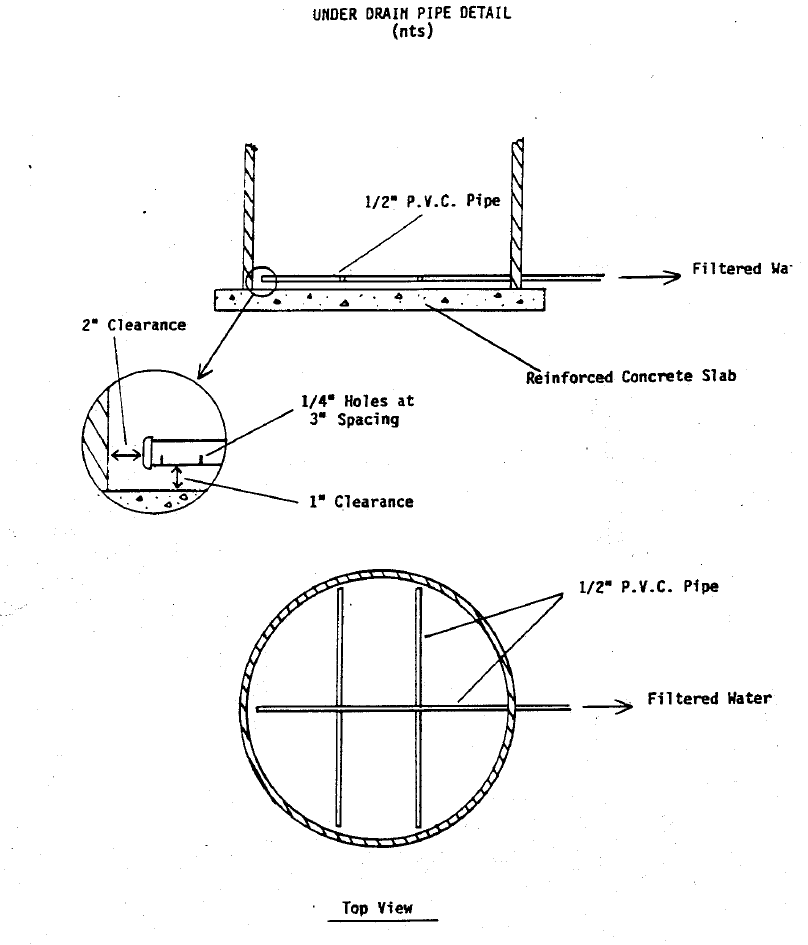 UNDER DRAIN PIPE DETAIL
(nts)
1/2" P.V.C. Pipe
Filtered Wa
2" Clearance
Reinforced Concrete Slab
1/4" Holes at
3" Spacing
1" Clearance
1/2" P.V.C. Pipe
Filtered Water
Top View